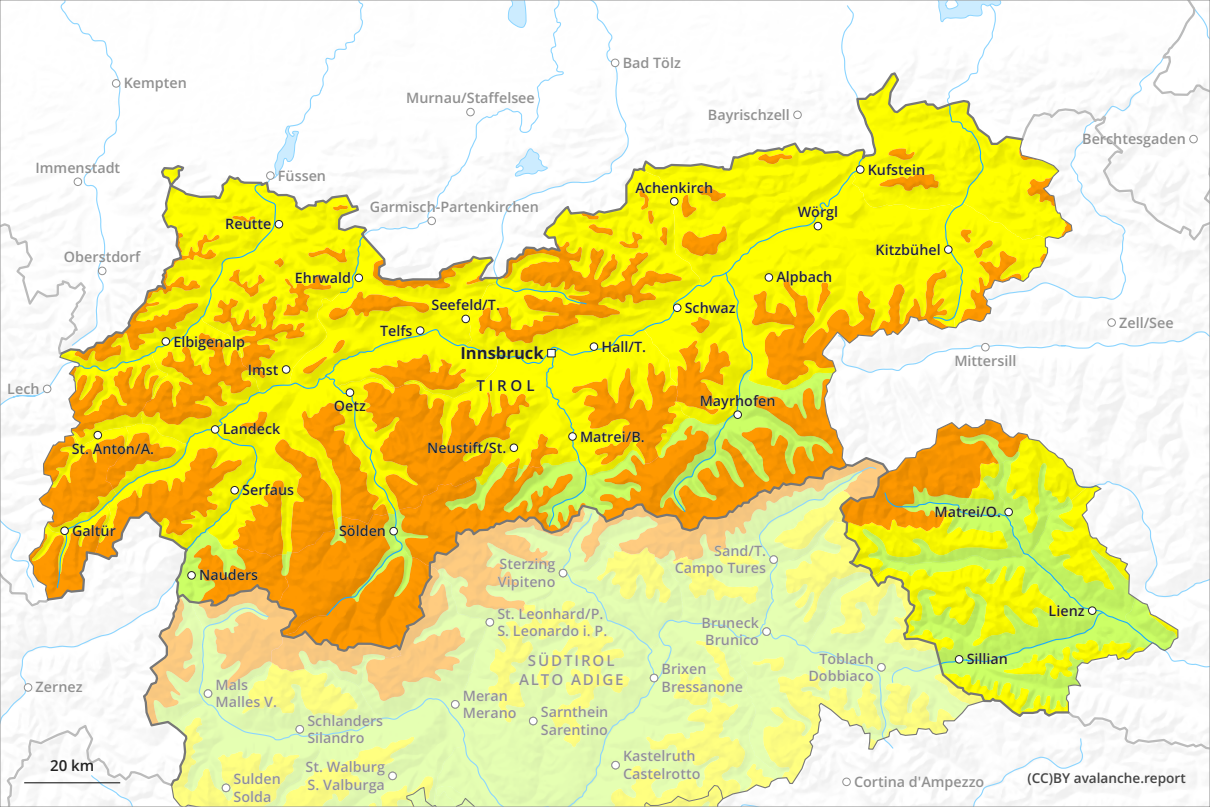 Kempten
Bad Tölz
Murnau/Staffelsee
Bayrischzell
Berchtesgaden
Immenstadt
Füssen
Kufstein
Achenkirch
Garmisch-Partenkirchen
Wörgl
Reutte
Kitzbühel
Oberstdorf
Ehrwald
Alpbach
Seefeld/T.
Schwaz
Telfs
Zell/See
Elbigenalp
Innsbruck
Hall/T.
Mittersill
Imst
TIROL
Lech
Oetz
Mayrhofen
Landeck
Matrei/B.
St. Anton/A.
Neustift/St.
Serfaus
Matrei/O.
Galtür
Sölden
Sand/T.
Campo Tures
Sterzing
Vipiteno
Nauders
St. Leonhard/P.
S. Leonardo i. P.
Lienz
Bruneck
Brunico
SÜDTIROL
ALTO ADIGE
Toblach
Dobbiaco
Sillian
Brixen
Bressanone
Zernez
Mals
Malles V.
Meran
Merano
Sarnthein
Sarentino
Schlanders
Silandro
Kastelruth
Castelrotto
St. Walburg
S. Valburga
20 km
Sulden
Solda
Cortina d'Ampezzo
(CC)BY avalanche.report